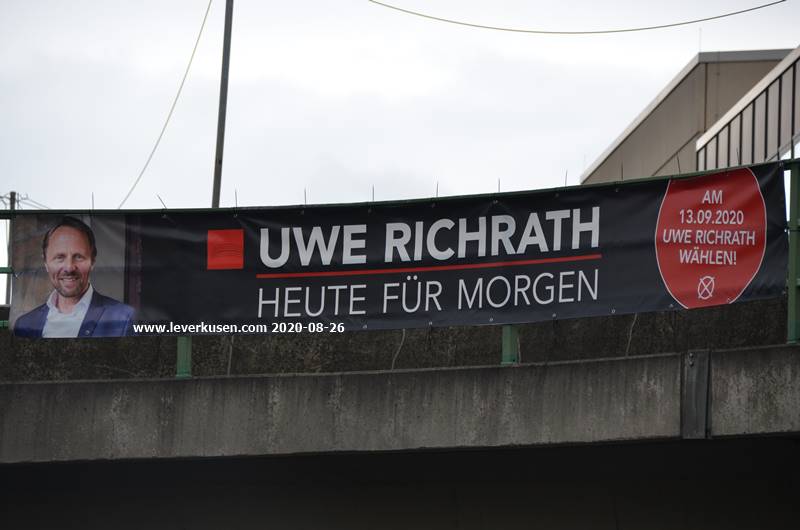 UWE RICHRATH
HEUTE FÜR MORGEN
AM
13.09.2020
UWE RICHRATH
WÄHLEN!
www.leverkusen.com 2020-08-26